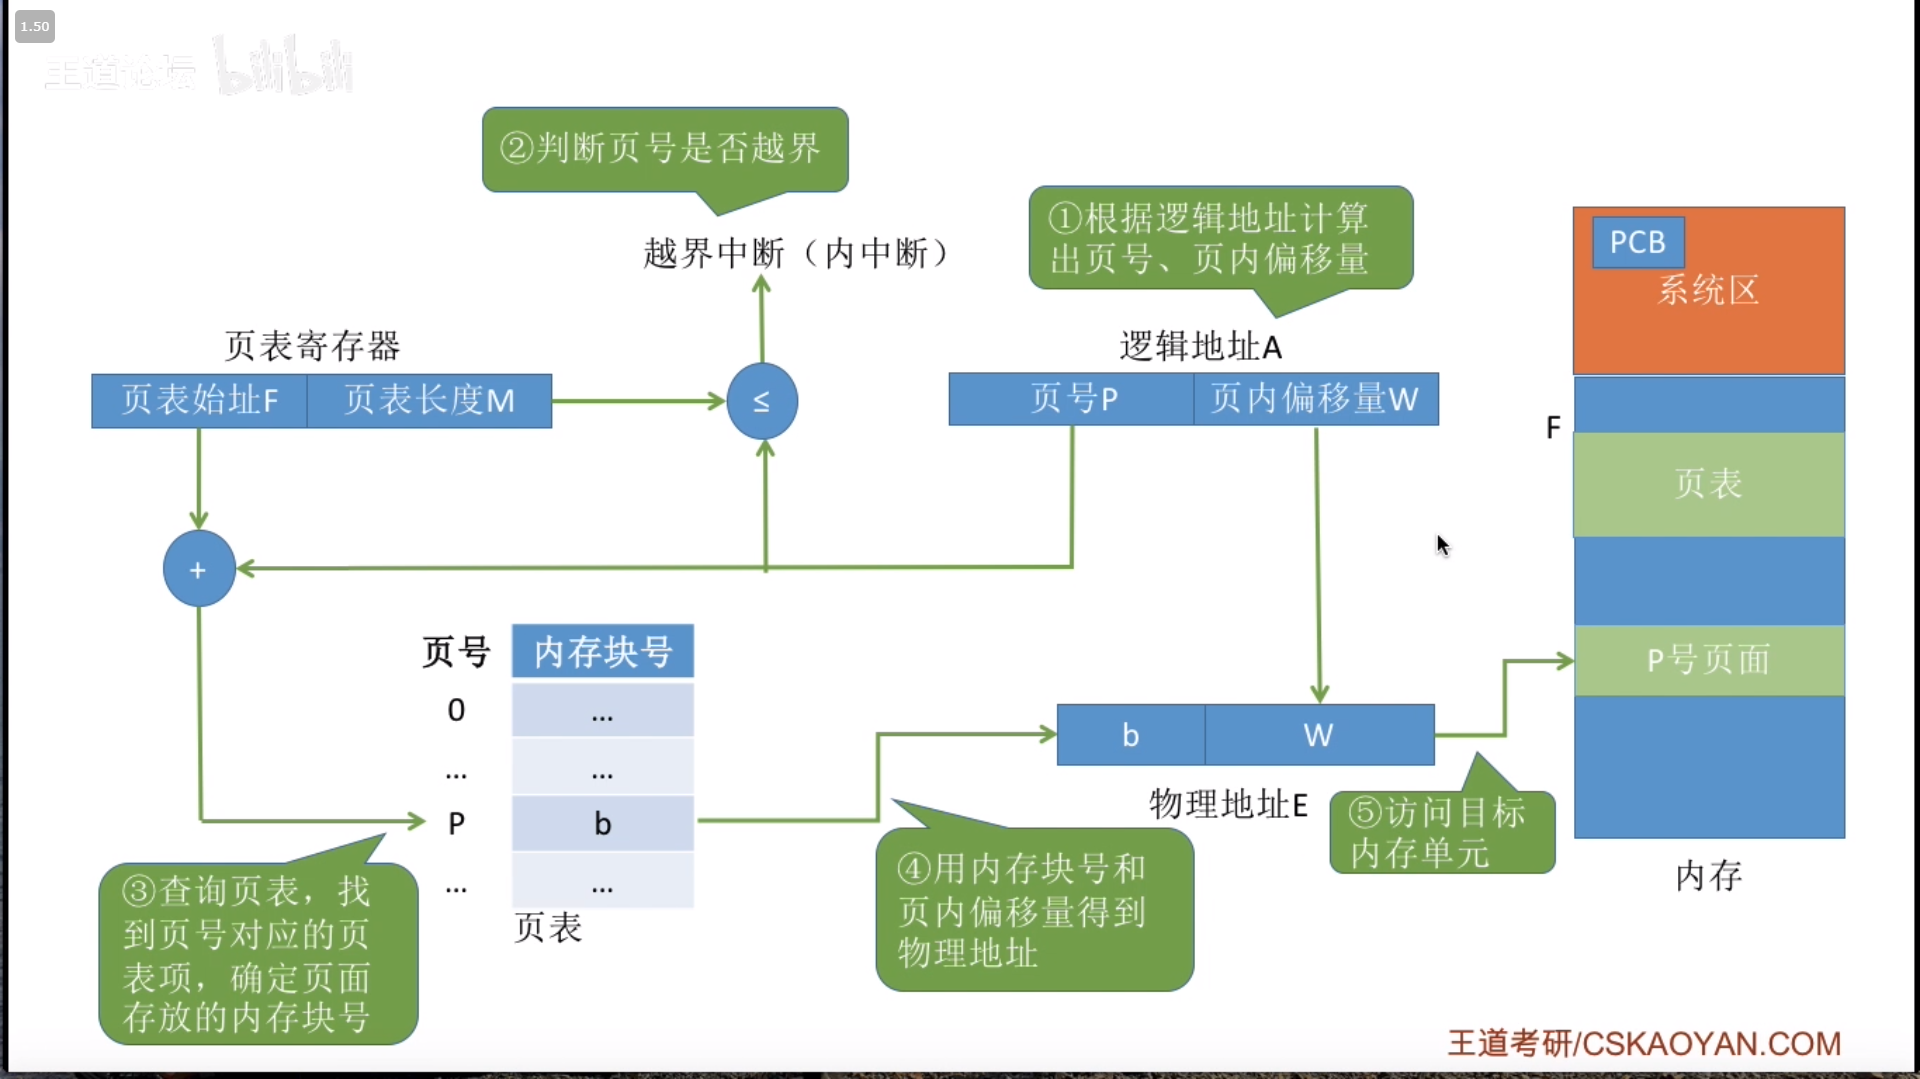 1.50
王道论坛 bilibili
②判断页号是否越界
①根据逻辑地址计算
出页号、页内偏移量
越界中断（内中断）
PCB
系统区
页表寄存器
逻辑地址A
页表始址F 页表长度M
≤
页号P 页内偏移量W
F
页表
+
页号 内存块号
0 …
… …
P b
… …
页表
P号页面
b W
物理地址E
③查询页表，找
到页号对应的页
表项，确定页面
存放的内存块号
④用内存块号和
页内偏移量得到
物理地址
⑤访问目标
内存单元
内存
王道考研/CSKAOYAN.COM